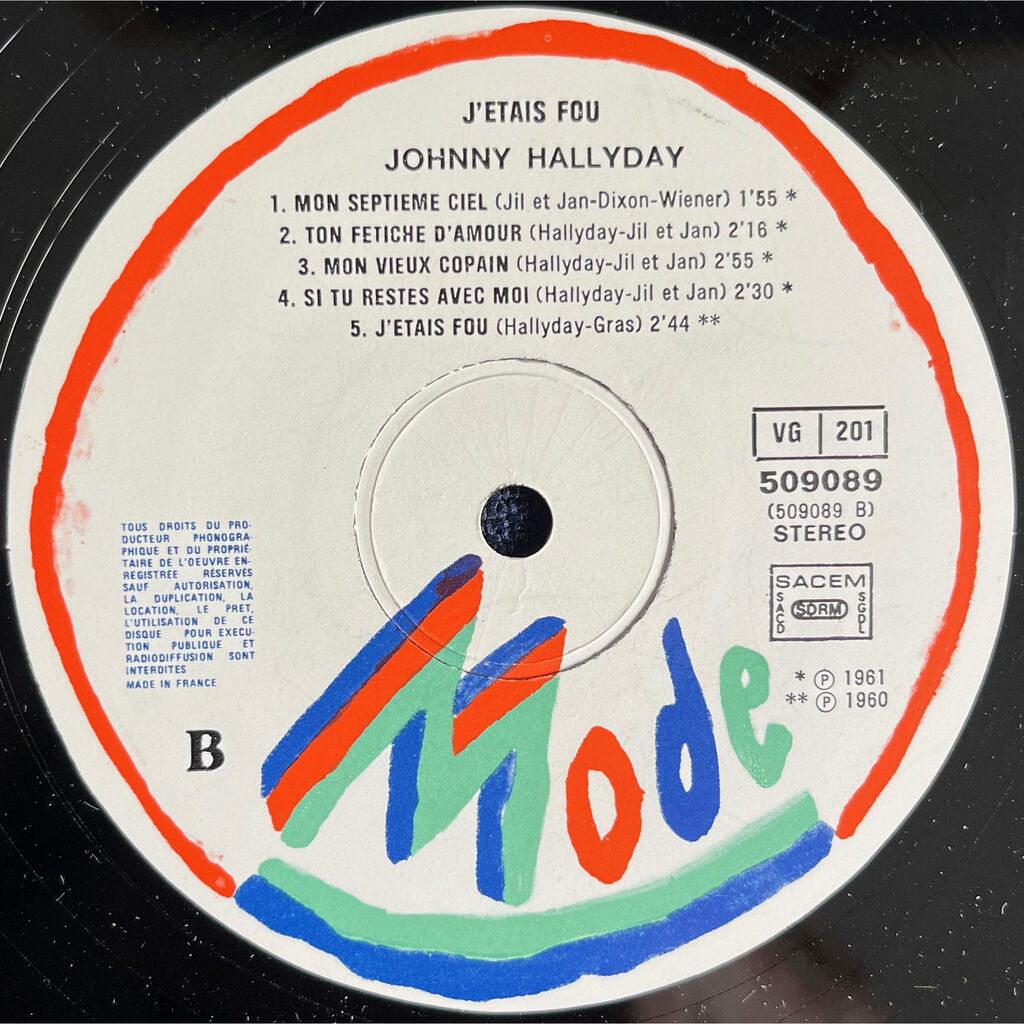 J'ETAIS FOU
JOHNNY HALLYDAY
1. MON SEPTIEME CIEL (Jil et Jan-Dixon-Wiener) 1'55 *
2. TON FETICHE D'AMOUR (Hallyday-Jil et Jan) 2'16 *
3. MON VIEUX COPAIN (Hallyday-Jil et Jan) 2'55 *
4. SI TU RESTES AVEC MOI (Hallyday-Jil et Jan) 2'30 *
5. J'ETAIS FOU (Hallyday-Gras) 2'44 **
VG 201
509089
(509089 B)
STEREO
SACEM
SACD SDRM SGDL
* ℗ 1961
** ℗ 1960
TOUS DROITS DU PRO-
DUCTEUR PHONOGRA-
PHIQUE ET DU PROPRIÉ-
TAIRE DE L'OEUVRE EN-
REGISTRÉE RÉSERVÉS
SAUF AUTORISATION,
LA DUPLICATION, LA
LOCATION, LE PRET,
L'UTILISATION DE CE
DISQUE POUR EXECU-
TION PUBLIQUE ET
RADIODIFFUSION SONT
INTERDITES
MADE IN FRANCE
B
Mode